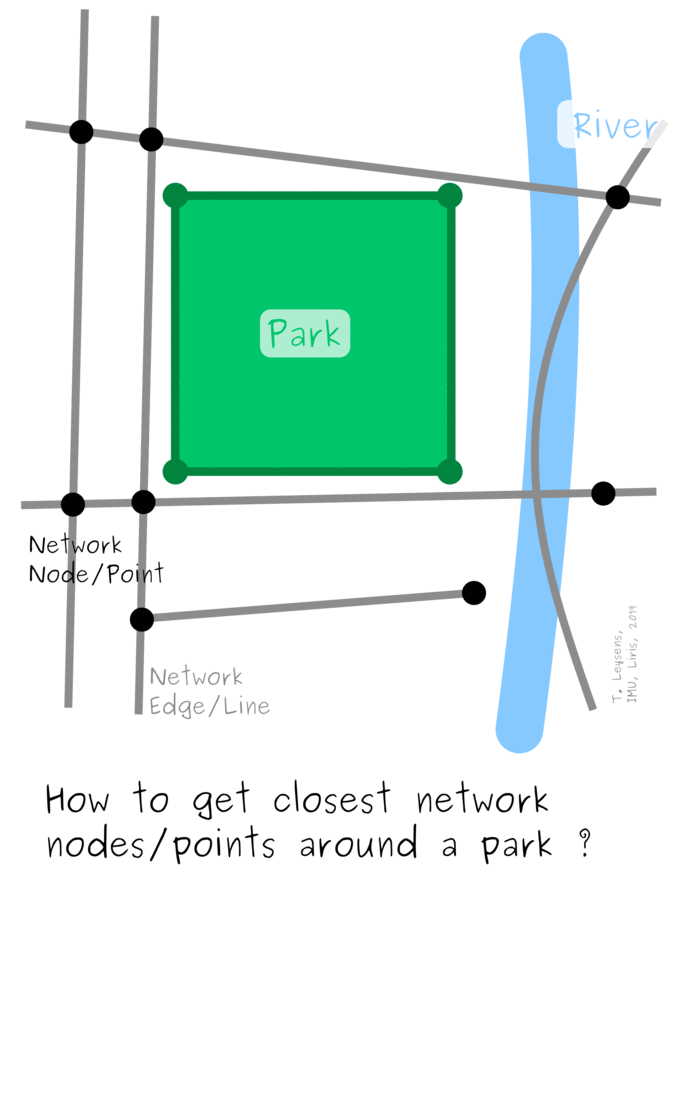 River
Park
Network
Node/Point
T. Leysens,
IMU, Liris, 2019
Network
Edge/Line
How to get closest network
nodes/points around a park ?